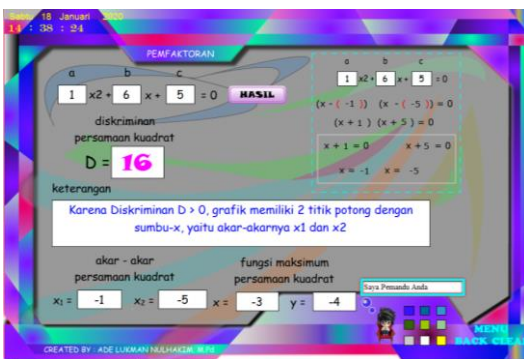 Sabtu 18 Januari 2020
14 : 38 : 24
PEMFAKTORAN
a b c
1 x2 + 6 x + 5 = 0 HASIL
diskriminan
persamaan kuadrat
D = 16
keterangan
Karena Diskriminan D > 0, grafik memiliki 2 titik potong dengan
sumbu-x, yaitu akar-akarnya x1 dan x2
akar - akar
persamaan kuadrat
x1 = -1 x2 = -5
fungsi maksimum
persamaan kuadrat
x = -3 y = -4
a b c
1 x2 + 6 x + 5 = 0
(x - ( -1 )) (x - ( -5 )) = 0
(x + 1 ) (x + 5 ) = 0
x + 1 = 0 x + 5 = 0
x = -1 x = -5
Saya Pemandu Anda
MENU
BACK CLEA
CREATED BY : ADE LUKMAN NULHAKIM, M.Pd